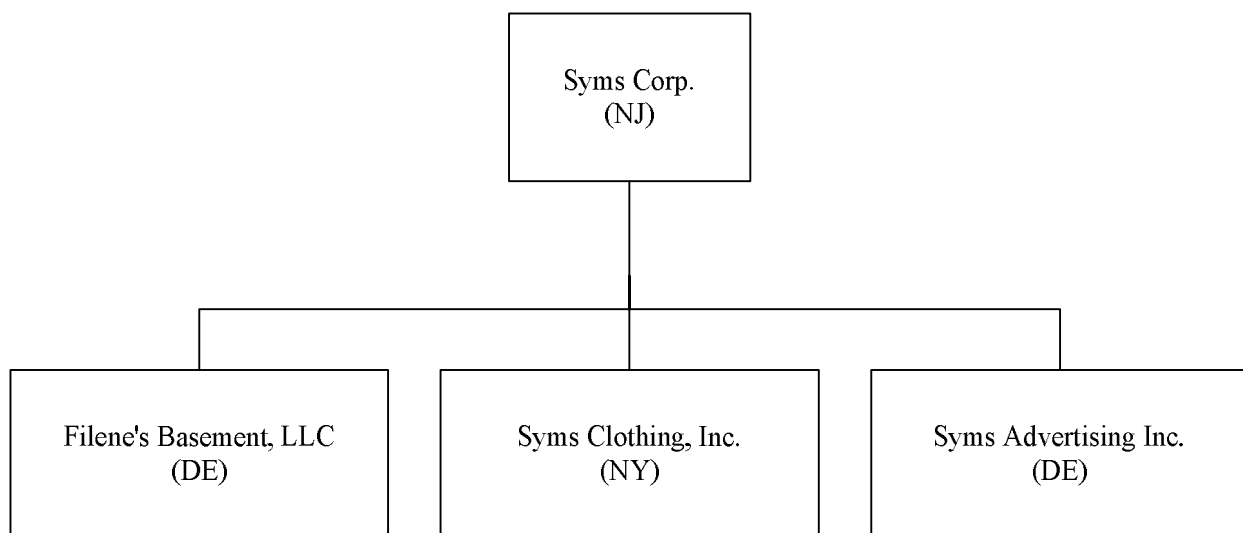 Syms Corp.
(NJ)
Filene's Basement, LLC
(DE)
Syms Clothing, Inc.
(NY)
Syms Advertising Inc.
(DE)